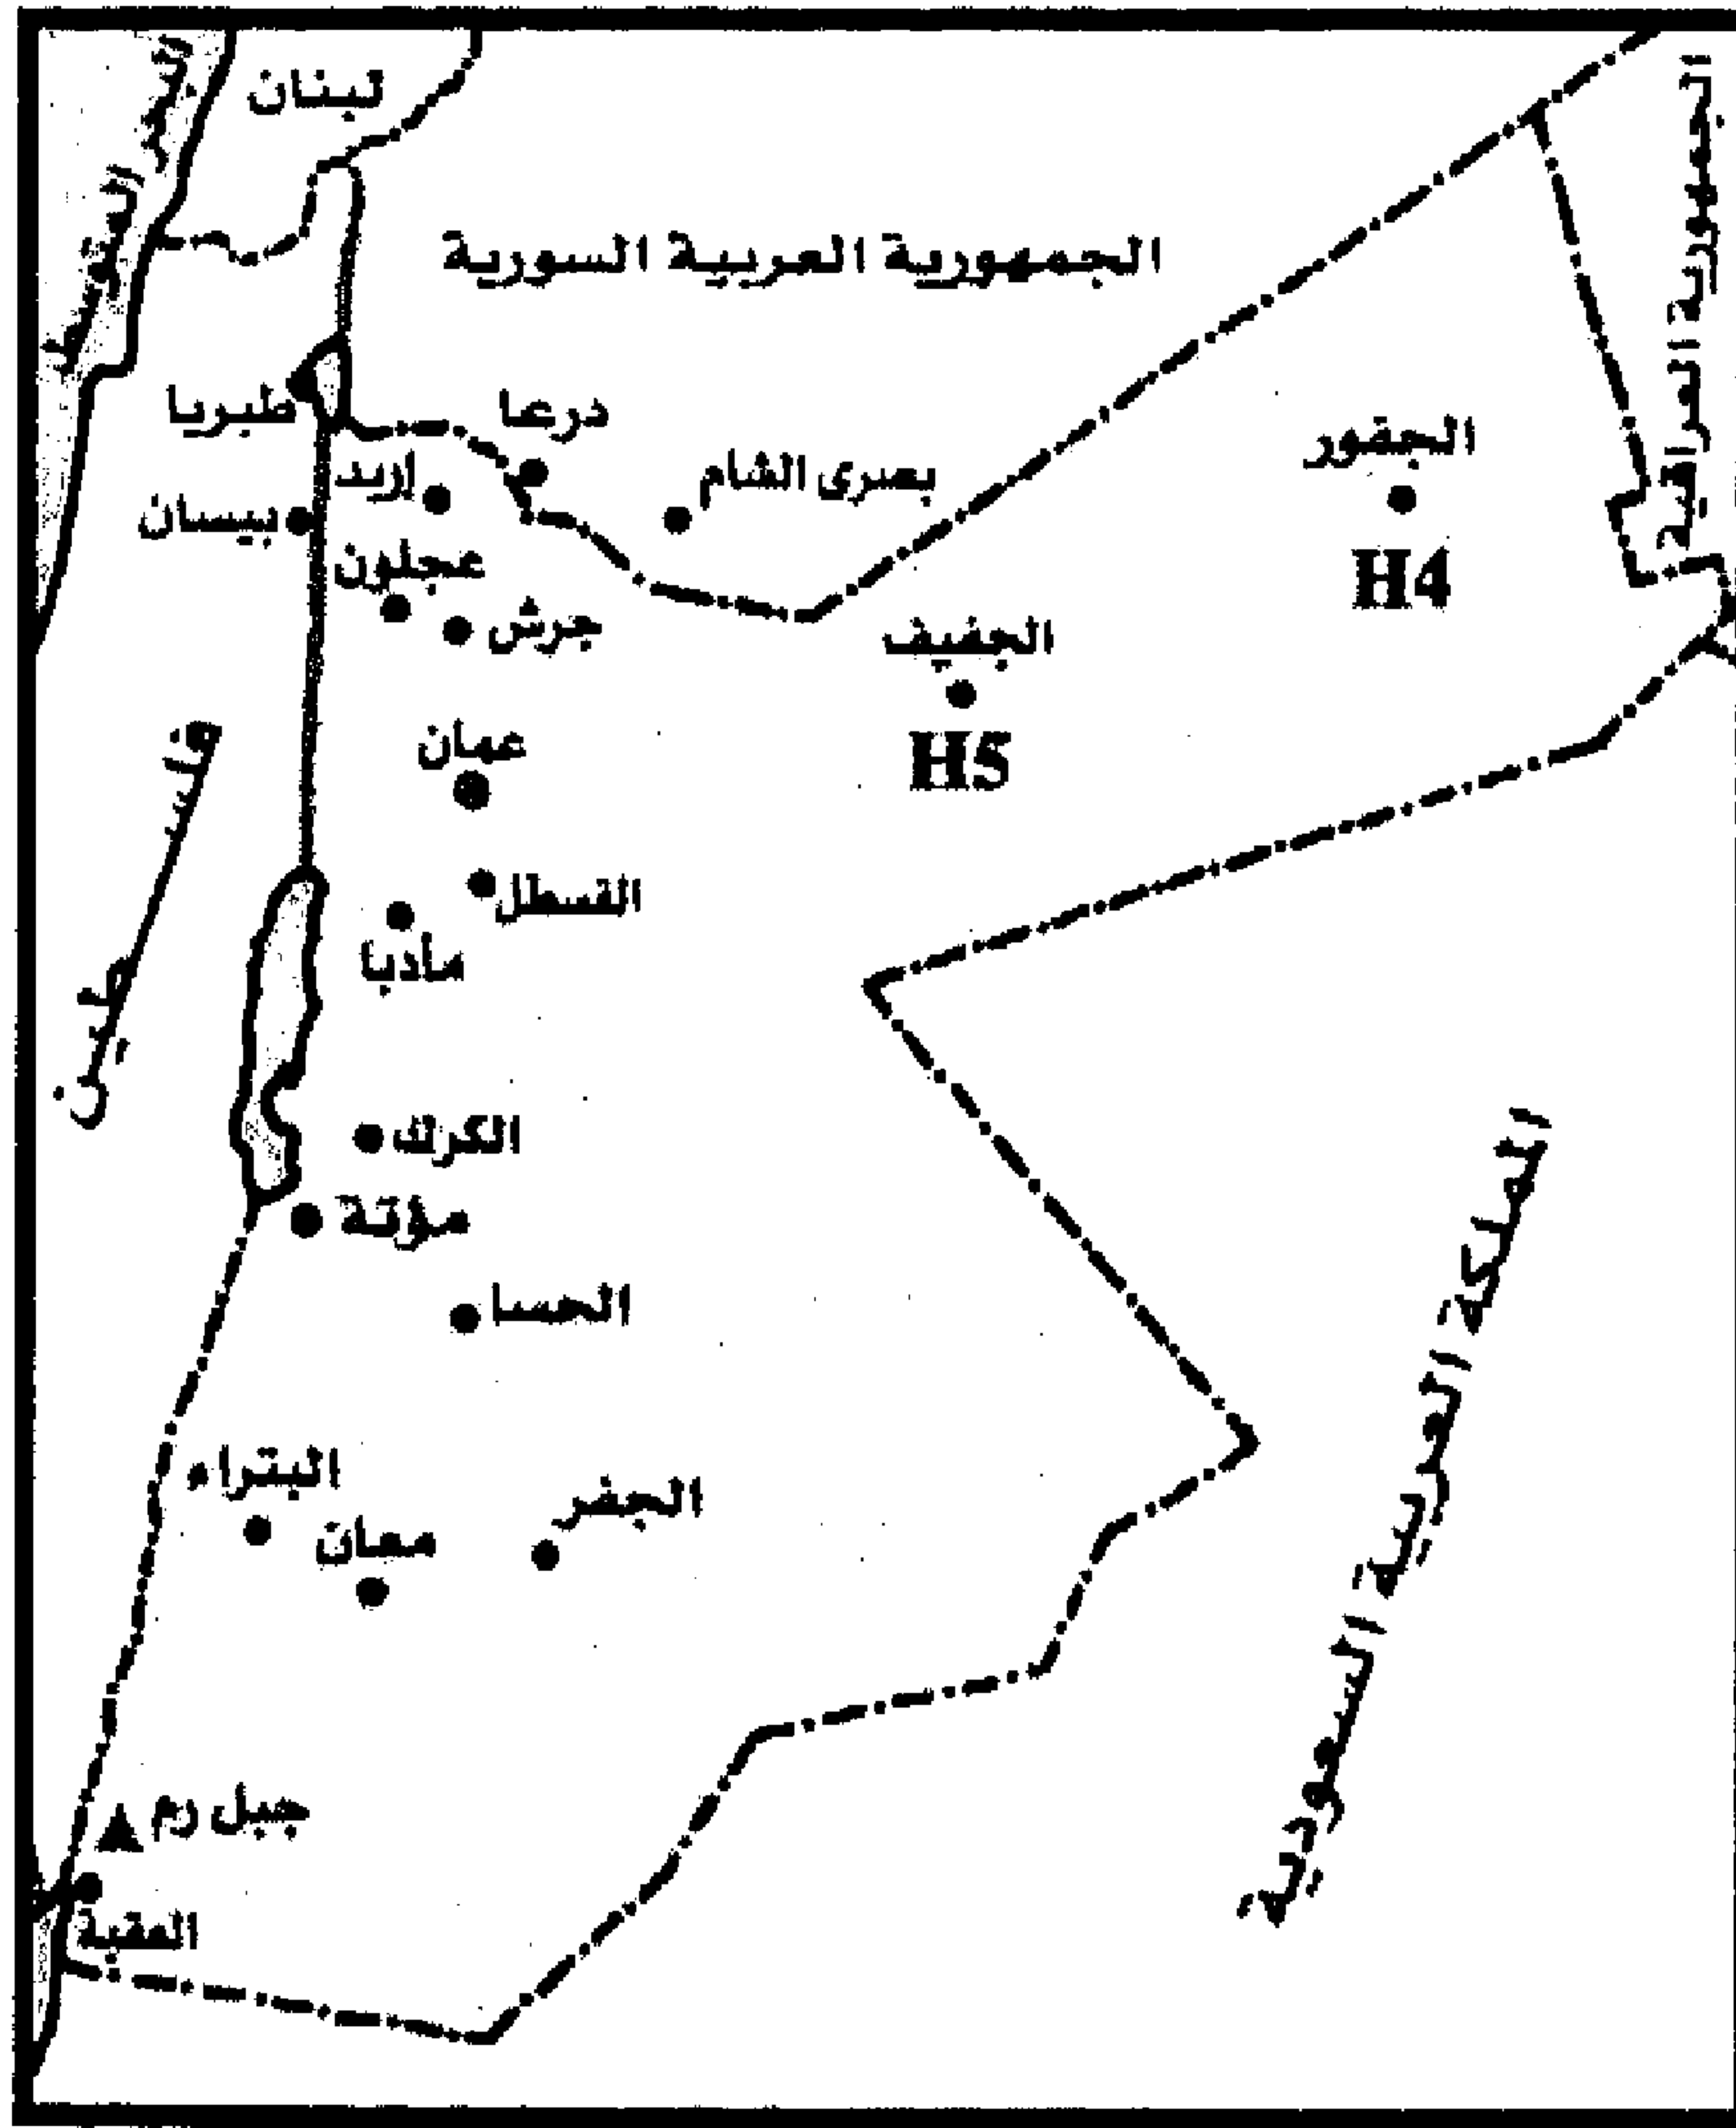 لبنان
البحر المتوسط
الجمهورية العربية السورية
الجمهورية العراقية
طبريا
درعا
الجفور
بصرى الشام
إربد
بيسان
عجلون
H4
جرش
الجفيف
عمان
H5
فلسطين
القسطل
مادبا
الكرك
المملكة العربية السعودية
مؤتة
الحسا
البتراء
الجفر
معان
جبل رم
العقبة